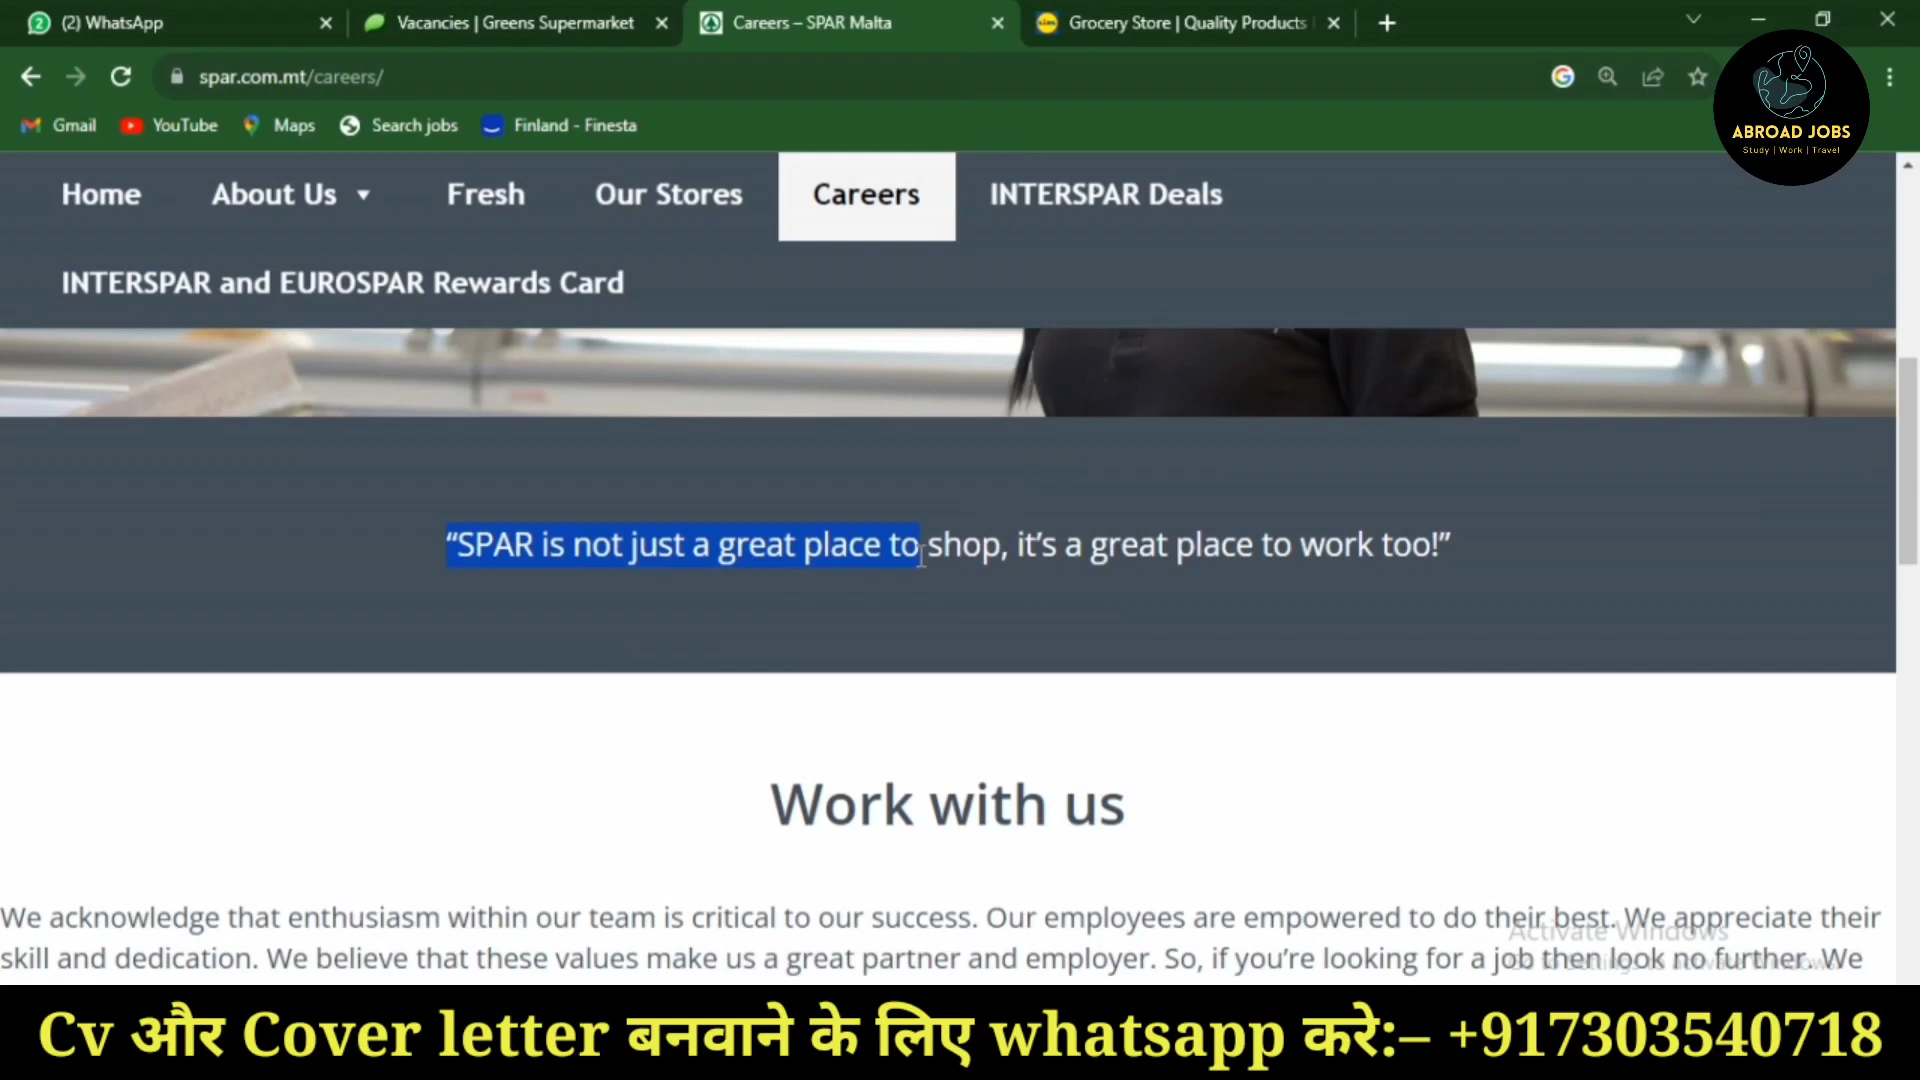 (2) WhatsApp
Vacancies | Greens Supermarket
Careers – SPAR Malta
Grocery Store | Quality Products
spar.com.mt/careers/
Gmail
YouTube
Maps
Search jobs
Finland - Finesta
ABROAD JOBS
Study | Work | Travel
Home
About Us
Fresh
Our Stores
Careers
INTERSPAR Deals
INTERSPAR and EUROSPAR Rewards Card
“SPAR is not just a great place to shop, it’s a great place to work too!”
Work with us
We acknowledge that enthusiasm within our team is critical to our success. Our employees are empowered to do their best. We appreciate their
skill and dedication. We believe that these values make us a great partner and employer. So, if you’re looking for a job then look no further. We
Activate Windows
Cv और Cover letter बनवाने के लिए whatsapp करे:– +917303540718